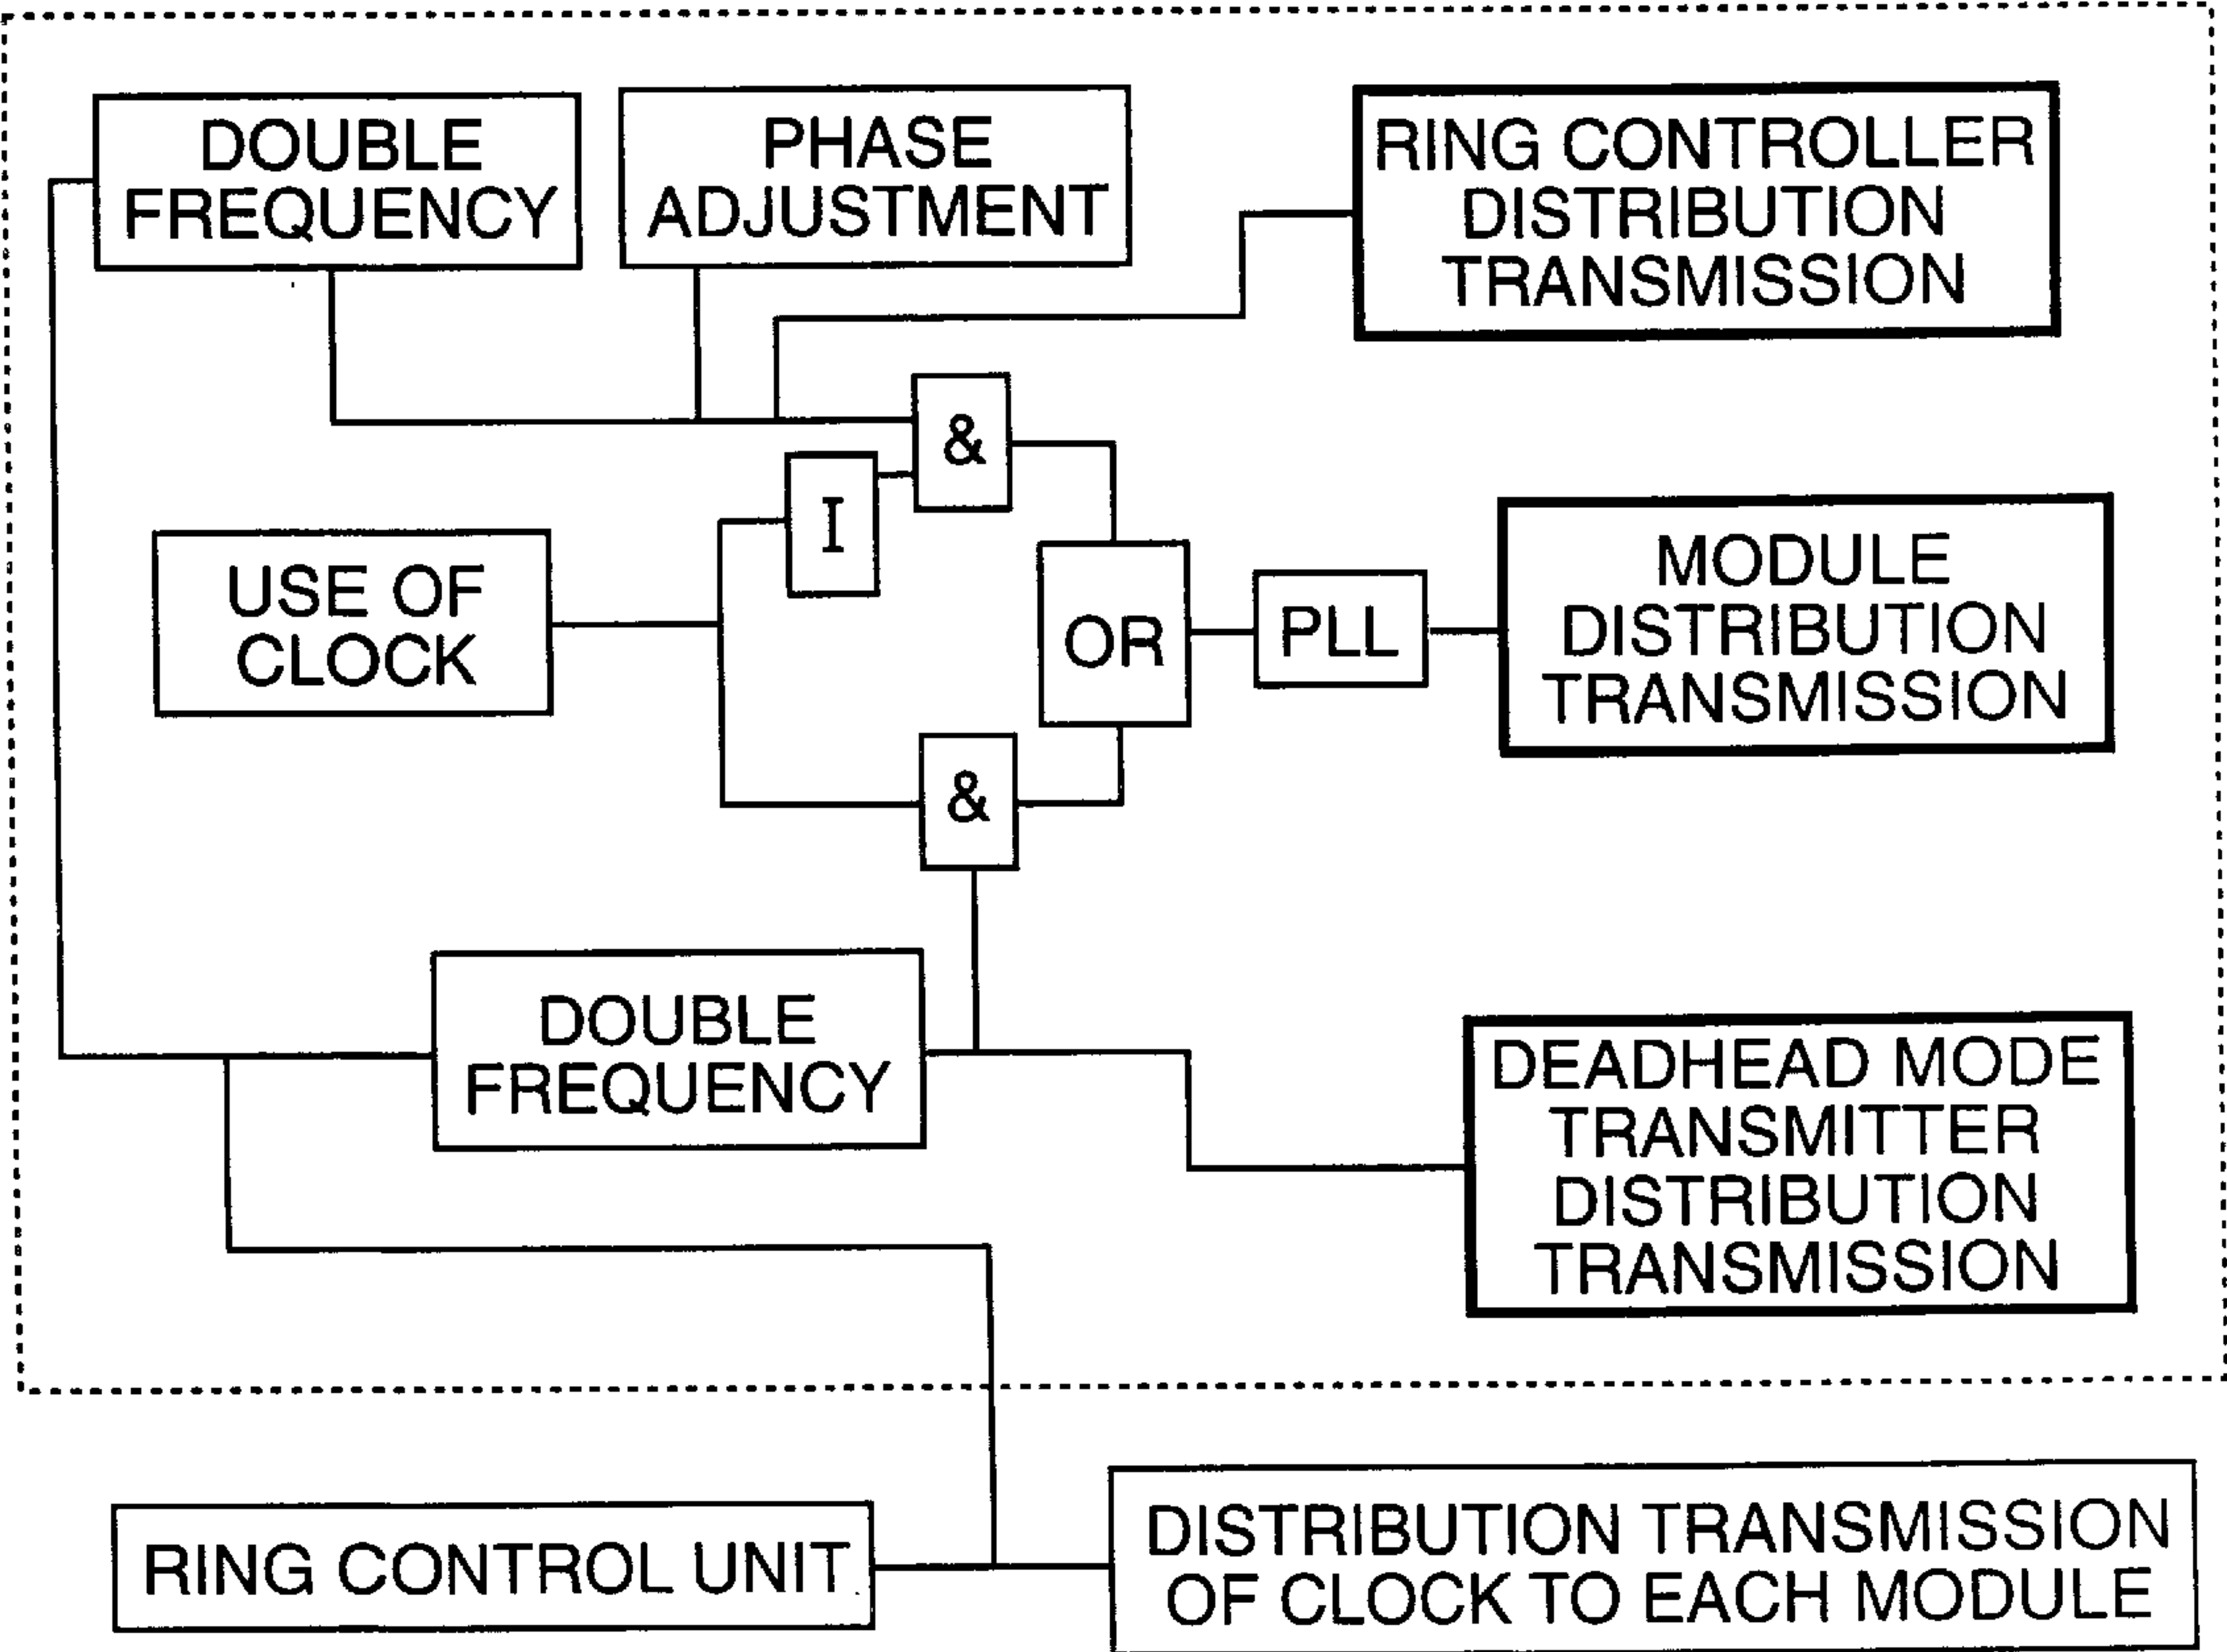 DOUBLE
FREQUENCY
PHASE
ADJUSTMENT
RING CONTROLLER
DISTRIBUTION
TRANSMISSION
&
I
USE OF
CLOCK
OR
PLL
MODULE
DISTRIBUTION
TRANSMISSION
&
DOUBLE
FREQUENCY
DEADHEAD MODE
TRANSMITTER
DISTRIBUTION
TRANSMISSION
RING CONTROL UNIT
DISTRIBUTION TRANSMISSION
OF CLOCK TO EACH MODULE